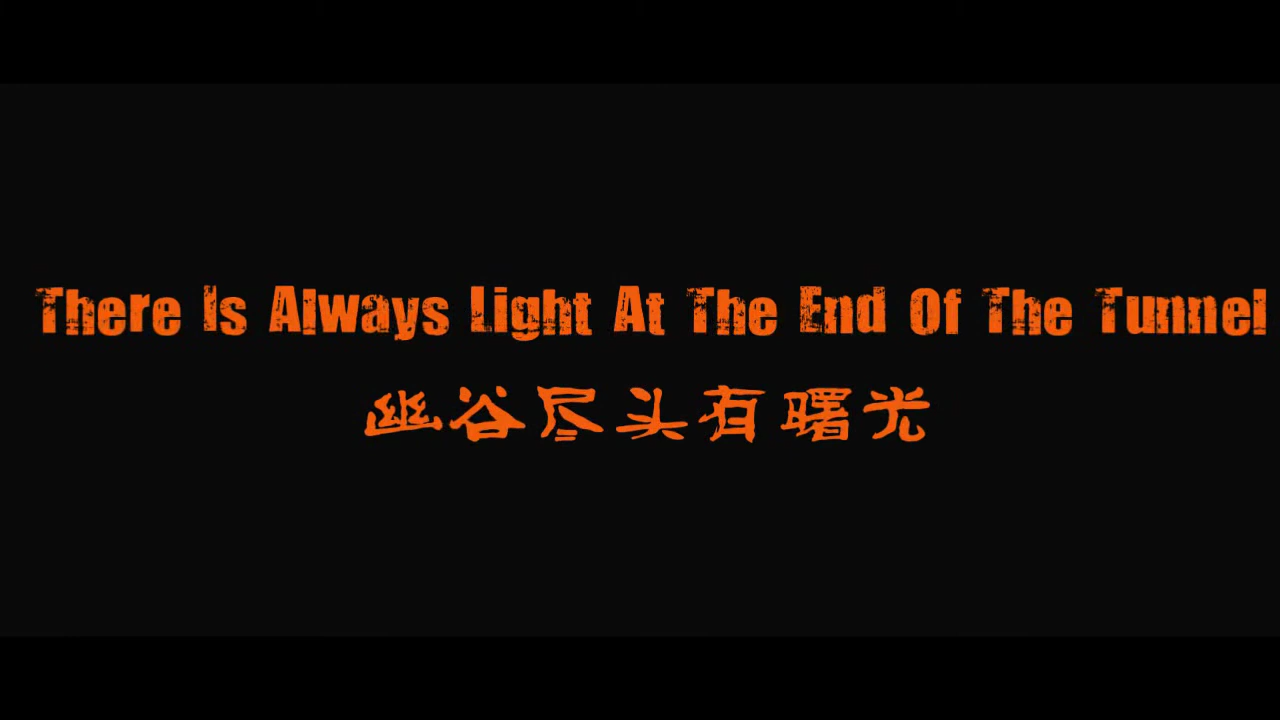 There Is Always Light At The End Of The Tunnel
幽谷尽头有曙光